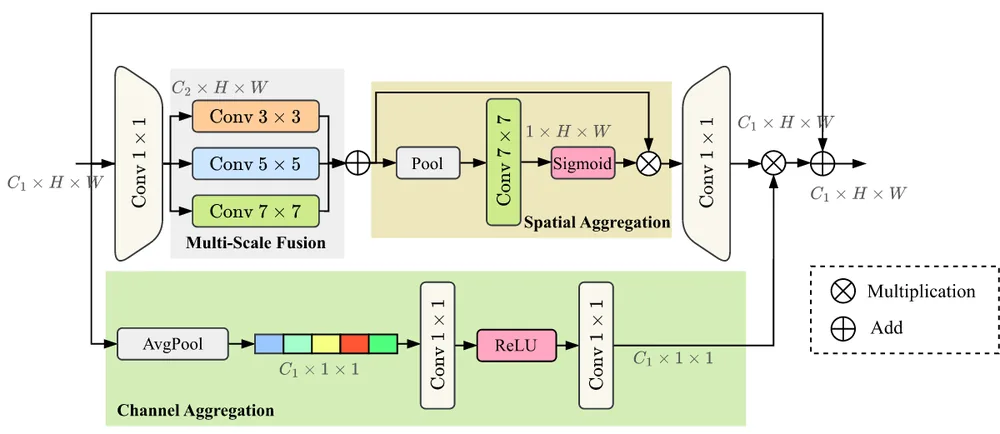 C₁ × H × W
Conv 1 × 1
C₂ × H × W
Conv 3 × 3
Conv 5 × 5
Conv 7 × 7
Multi-Scale Fusion
Pool
Conv 7 × 7
1 × H × W
Sigmoid
Spatial Aggregation
Conv 1 × 1
C₁ × H × W
C₁ × H × W
AvgPool
C₁ × 1 × 1
Conv 1 × 1
ReLU
Conv 1 × 1
C₁ × 1 × 1
Channel Aggregation
Multiplication
Add